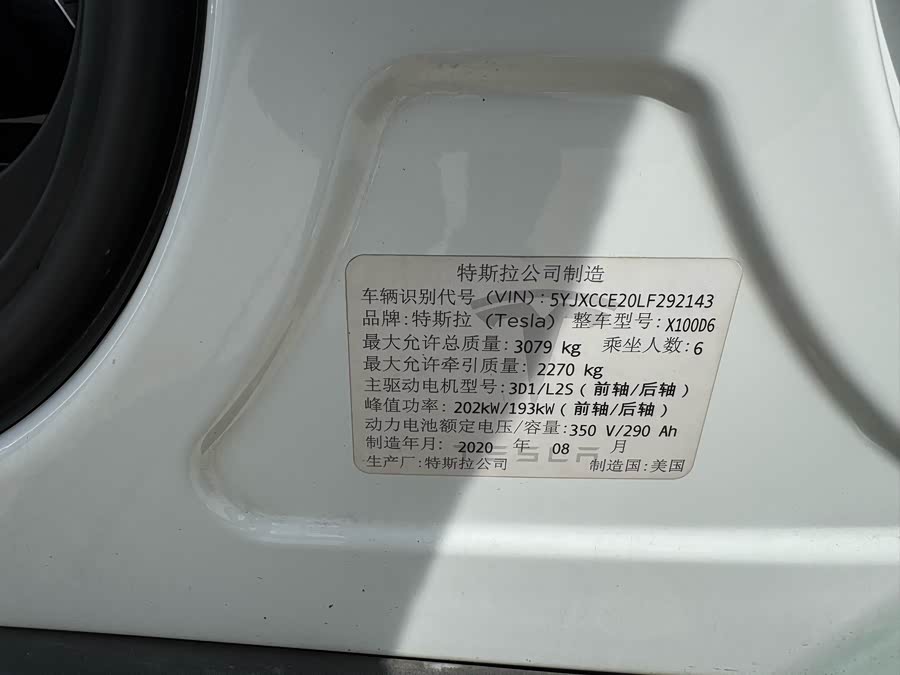 特斯拉公司制造
车辆识别代号 (VIN): 5YJXCCE20LF292143
品牌:特斯拉 (Tesla) 整车型号: X100D6
最大允许总质量: 3079 kg 乘坐人数: 6
最大允许牵引质量: 2270 kg
主驱动电机型号: 3D1/L2S ( 前轴/后轴 )
峰值功率: 202kW/193kW ( 前轴/后轴 )
动力电池额定电压/容量: 350 V/290 Ah
制造年月: 2020 年 08 月
TESLA
生产厂:特斯拉公司 制造国:美国